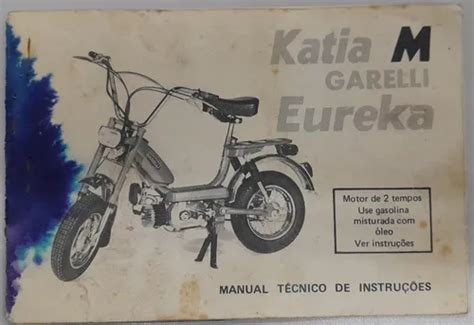 Katia M
GARELLI
Eureka
Motor de 2 tempos
Use gasolina
misturada com
óleo
Ver instruções
MANUAL TÉCNICO DE INSTRUÇÕES